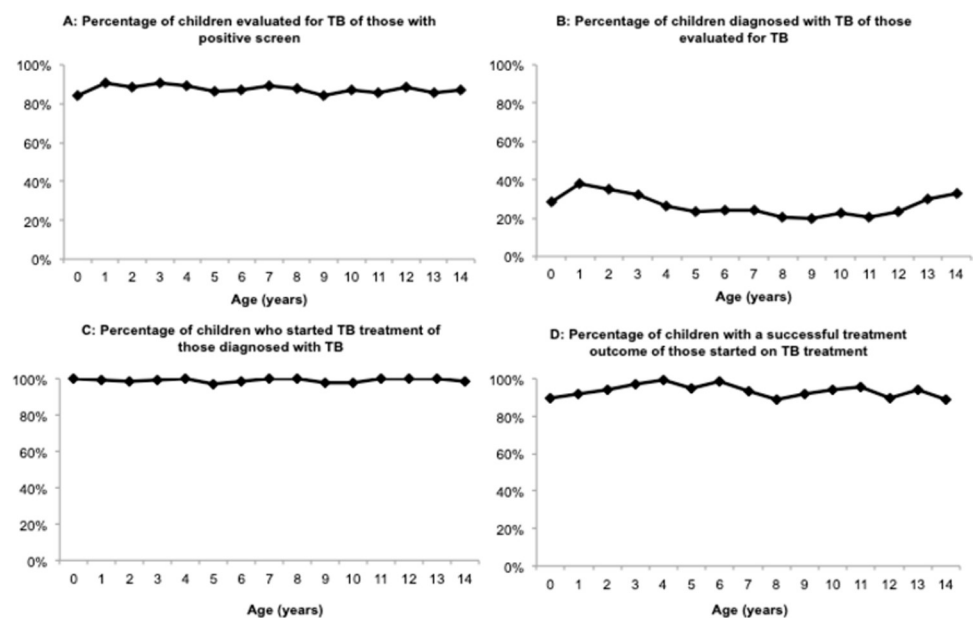 A: Percentage of children evaluated for TB of those with
positive screen
100%
80%
60%
40%
20%
0%
0 1 2 3 4 5 6 7 8 9 10 11 12 13 14
Age (years)
B: Percentage of children diagnosed with TB of those
evaluated for TB
100%
80%
60%
40%
20%
0%
0 1 2 3 4 5 6 7 8 9 10 11 12 13 14
Age (years)
C: Percentage of children who started TB treatment of
those diagnosed with TB
100%
80%
60%
40%
20%
0%
0 1 2 3 4 5 6 7 8 9 10 11 12 13 14
Age (years)
D: Percentage of children with a successful treatment
outcome of those started on TB treatment
100%
80%
60%
40%
20%
0%
0 1 2 3 4 5 6 7 8 9 10 11 12 13 14
Age (years)